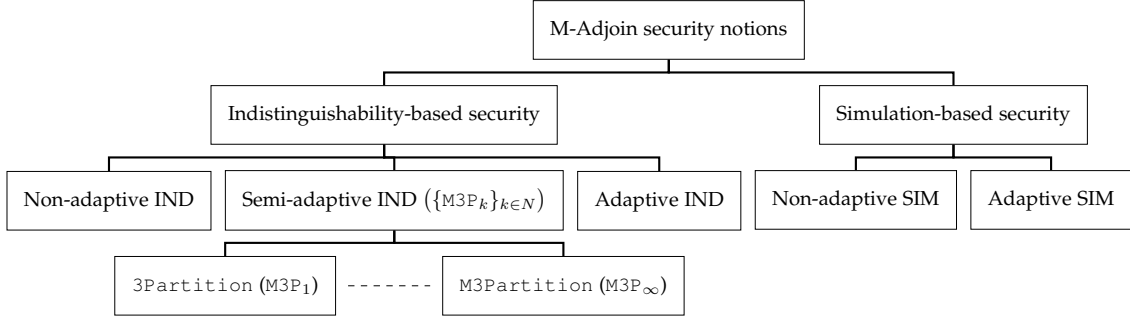 M-Adjoin security notions
Indistinguishability-based security
Simulation-based security
Non-adaptive IND
Semi-adaptive IND ({M3P_k}_{k∈N})
Adaptive IND
Non-adaptive SIM
Adaptive SIM
3Partition (M3P₁)
M3Partition (M3P_∞)